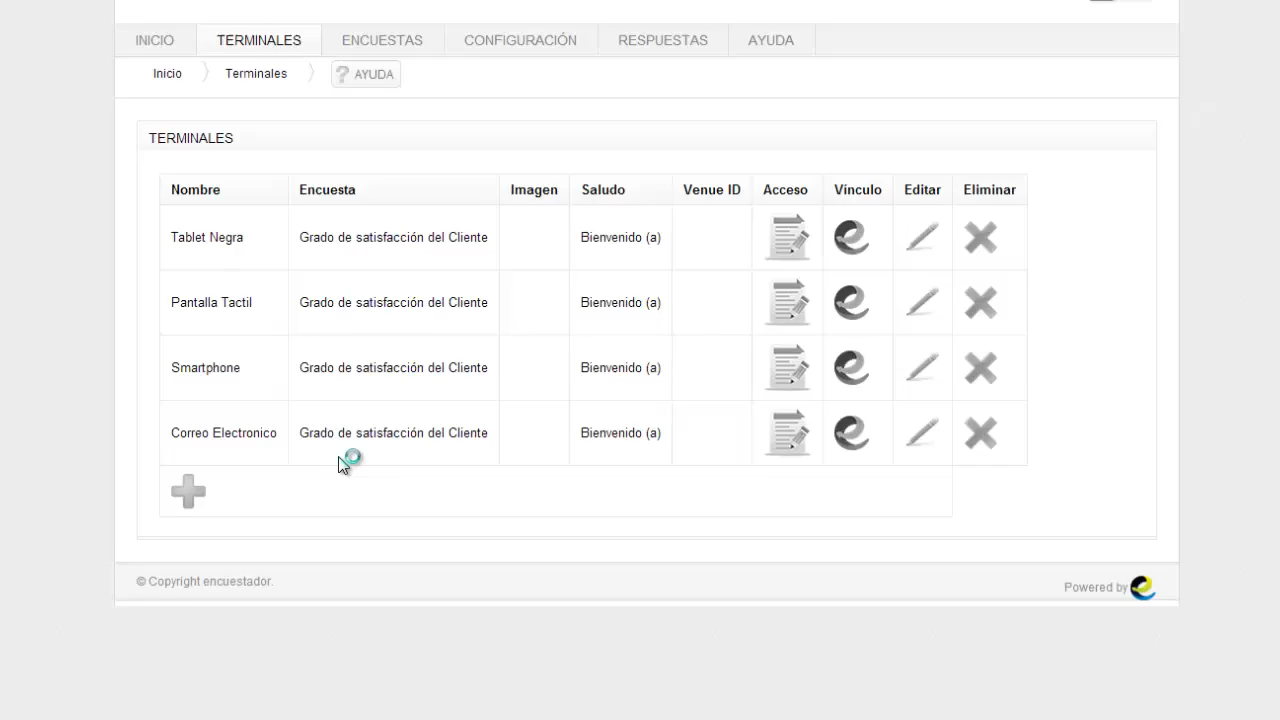 INICIO TERMINALES ENCUESTAS CONFIGURACIÓN RESPUESTAS AYUDA
Inicio Terminales ? AYUDA
TERMINALES
Nombre Encuesta Imagen Saludo Venue ID Acceso Vínculo Editar Eliminar
Tablet Negra Grado de satisfacción del Cliente Bienvenido (a)
Pantalla Tactil Grado de satisfacción del Cliente Bienvenido (a)
Smartphone Grado de satisfacción del Cliente Bienvenido (a)
Correo Electronico Grado de satisfacción del Cliente Bienvenido (a)
© Copyright encuestador. Powered by